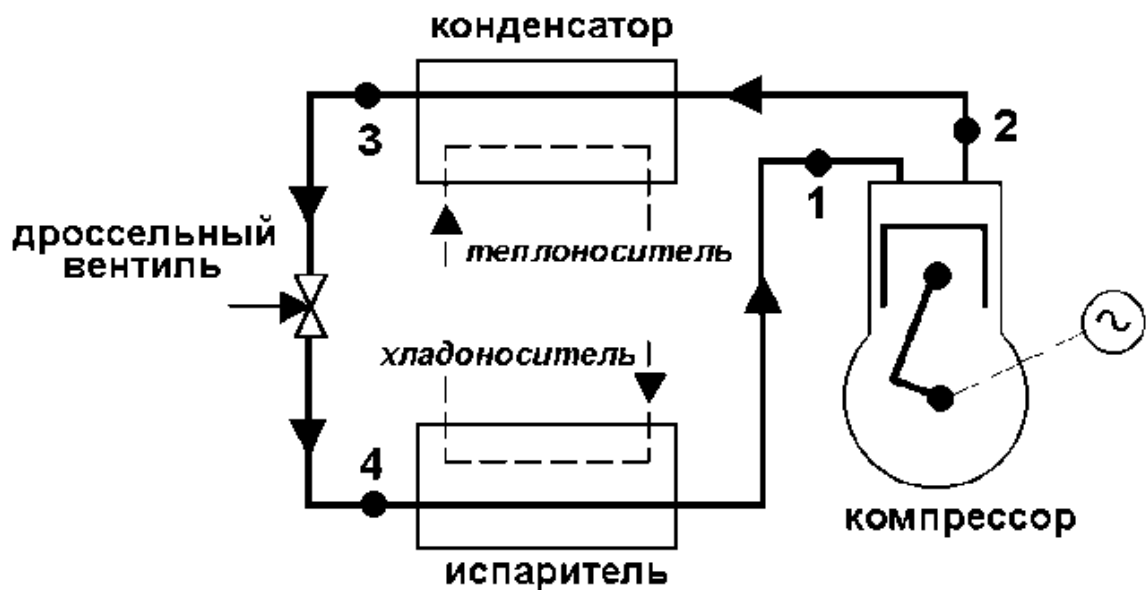 конденсатор
3
2
1
дроссельный
вентиль
теплоноситель
хладоноситель
4
компрессор
испаритель